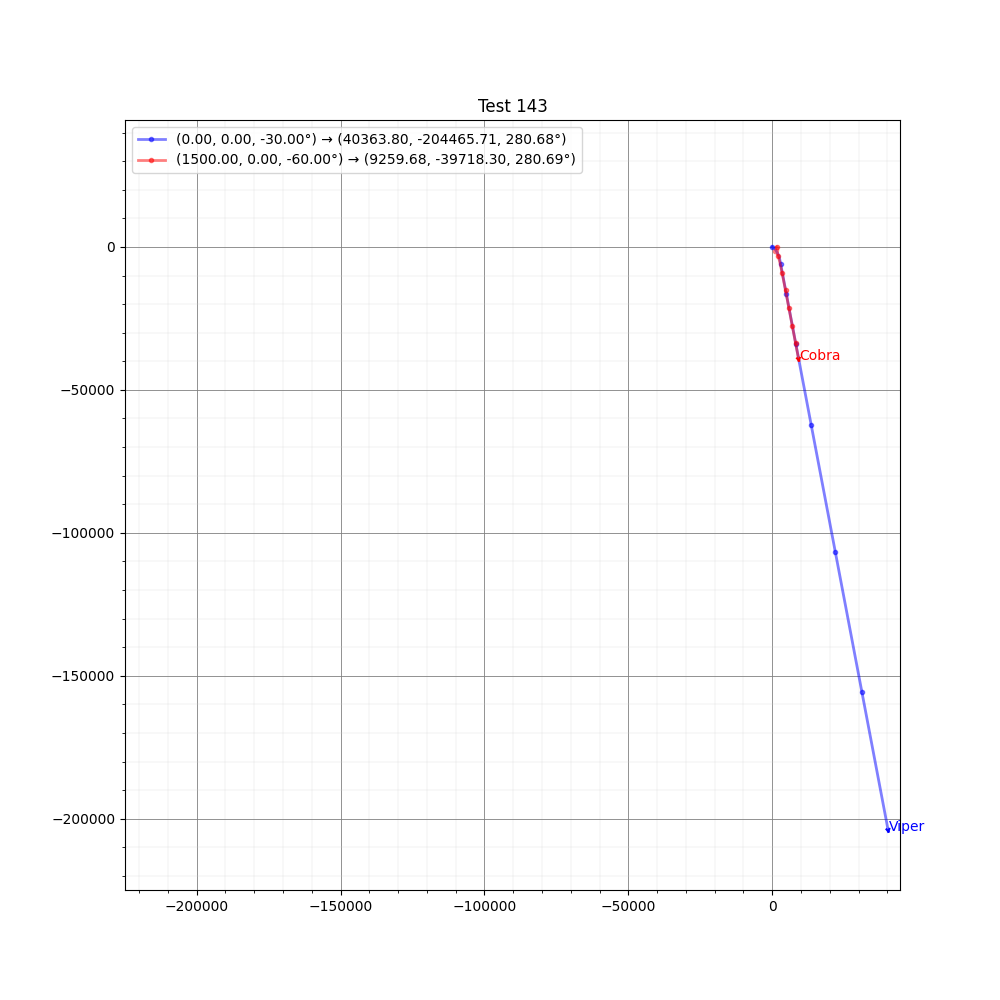 Test 143
(0.00, 0.00, -30.00°) → (40363.80, -204465.71, 280.68°)
(1500.00, 0.00, -60.00°) → (9259.68, -39718.30, 280.69°)
0
Cobra
−50000
−100000
−150000
−200000
Viper
−200000 −150000 −100000 −50000 0